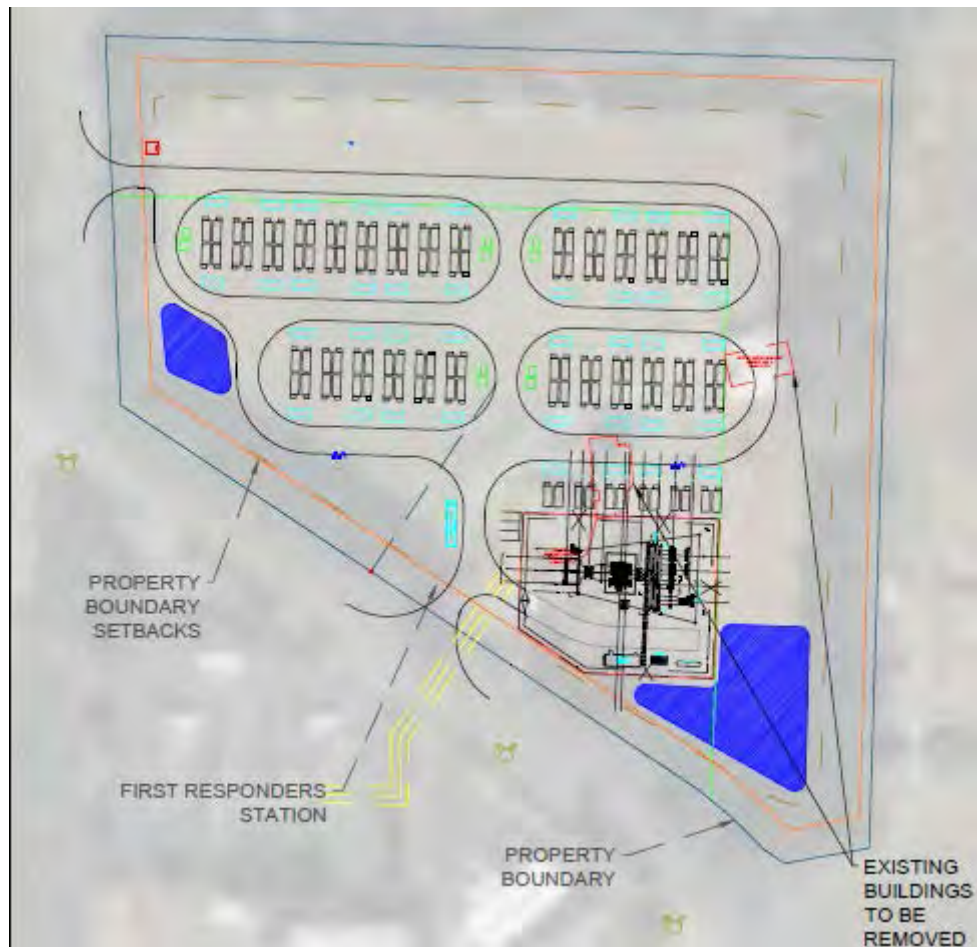 PROPERTY
BOUNDARY
SETBACKS
FIRST RESPONDERS
STATION
PROPERTY
BOUNDARY
EXISTING
BUILDINGS
TO BE
REMOVED